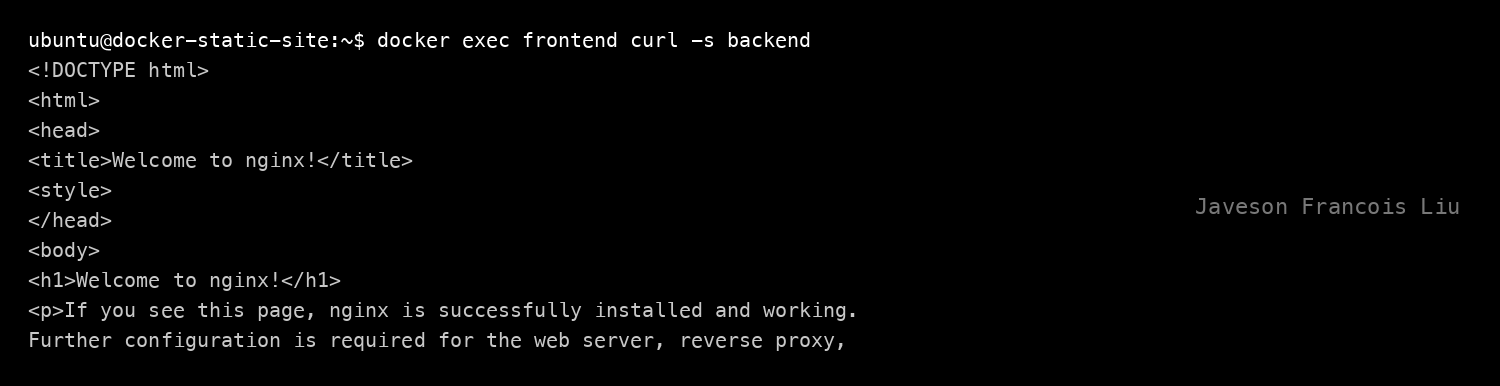 ubuntu@docker-static-site:~$ docker exec frontend curl -s backend
<!DOCTYPE html>
<html>
<head>
<title>Welcome to nginx!</title>
<style>
Javeson Francois Liu
</head>
<body>
<h1>Welcome to nginx!</h1>
<p>If you see this page, nginx is successfully installed and working.
Further configuration is required for the web server, reverse proxy,